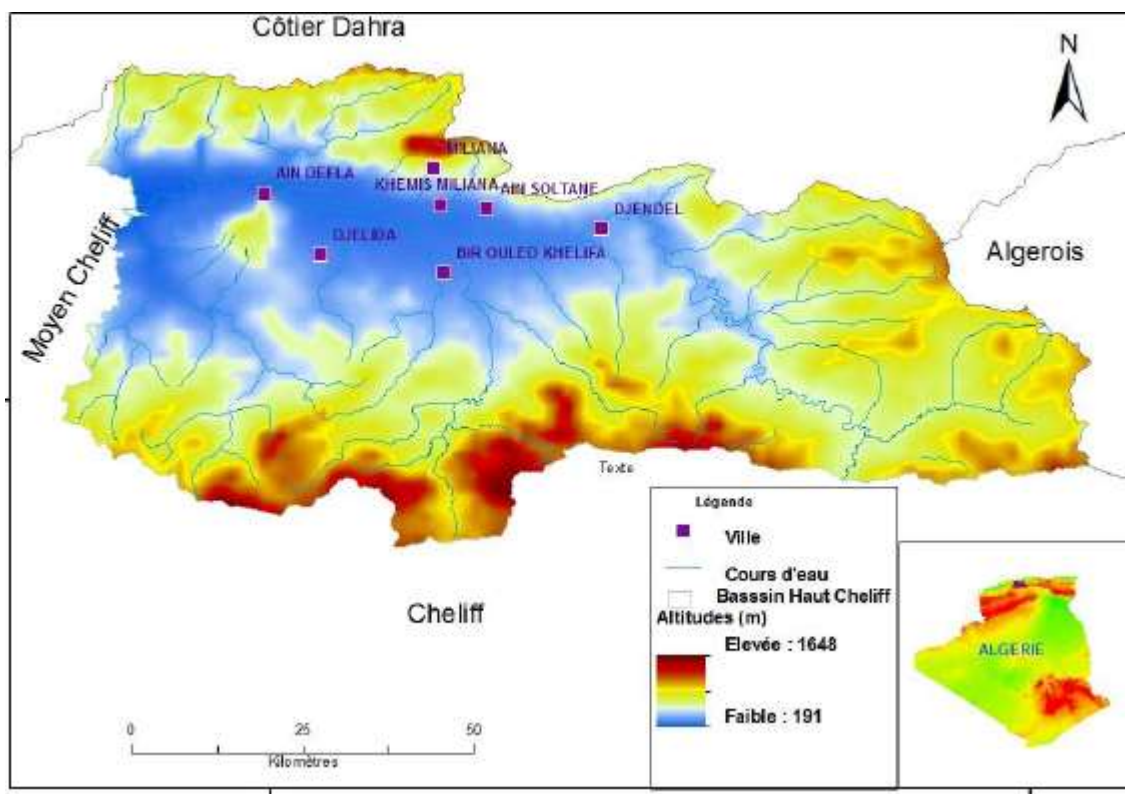 Côtier Dahra
N
MILIANA
AIN DEFLA
KHEMIS MILIANA
AIN SOLTANE
DJENDEL
DJELIDA
BIR OULED KHELIFA
Algerois
Moyen Cheliff
Texte
Cheliff
Légende
Ville
Cours d'eau
Basssin Haut Cheliff
Altitudes (m)
Elevée : 1648
Faible : 191
ALGERIE
0 25 50
Kilomètres